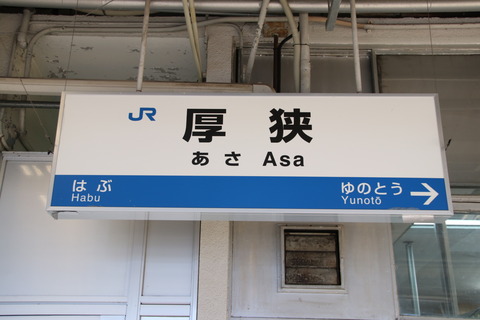 JR
厚狭
あさ Asa
はぶ ゆのとう →
Habu Yunotō